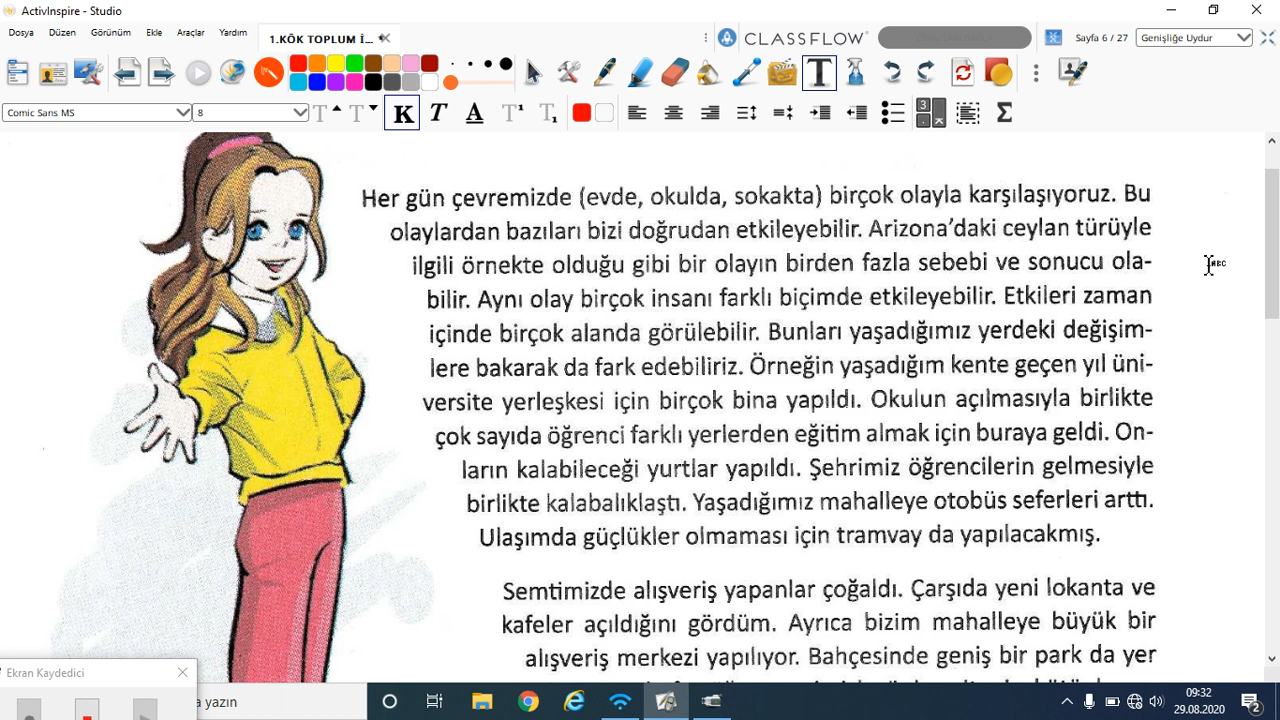 ActivInspire - Studio
Dosya Düzen Görünüm Ekle Araçlar Yardım
1.KÖK TOPLUM İ...
CLASSFLOW
Sayfa 6 / 27
Genişliğe Uydur
Comic Sans MS
8
Her gün çevremizde (evde, okulda, sokakta) birçok olayla karşılaşıyoruz. Bu
olaylardan bazıları bizi doğrudan etkileyebilir. Arizona'daki ceylan türüyle
ilgili örnekte olduğu gibi bir olayın birden fazla sebebi ve sonucu ola-
bilir. Aynı olay birçok insanı farklı biçimde etkileyebilir. Etkileri zaman
içinde birçok alanda görülebilir. Bunları yaşadığımız yerdeki değişim-
lere bakarak da fark edebiliriz. Örneğin yaşadığım kente geçen yıl üni-
versite yerleşkesi için birçok bina yapıldı. Okulun açılmasıyla birlikte
çok sayıda öğrenci farklı yerlerden eğitim almak için buraya geldi. On-
ların kalabileceği yurtlar yapıldı. Şehrimiz öğrencilerin gelmesiyle
birlikte kalabalıklaştı. Yaşadığımız mahalleye otobüs seferleri arttı.
Ulaşımda güçlükler olmaması için tramvay da yapılacakmış.
Semtimizde alışveriş yapanlar çoğaldı. Çarşıda yeni lokanta ve
kafeler açıldığını gördüm. Ayrıca bizim mahalleye büyük bir
alışveriş merkezi yapılıyor. Bahçesinde geniş bir park da yer
Ekran Kaydedici
a yazın
09:32
29.08.2020
2